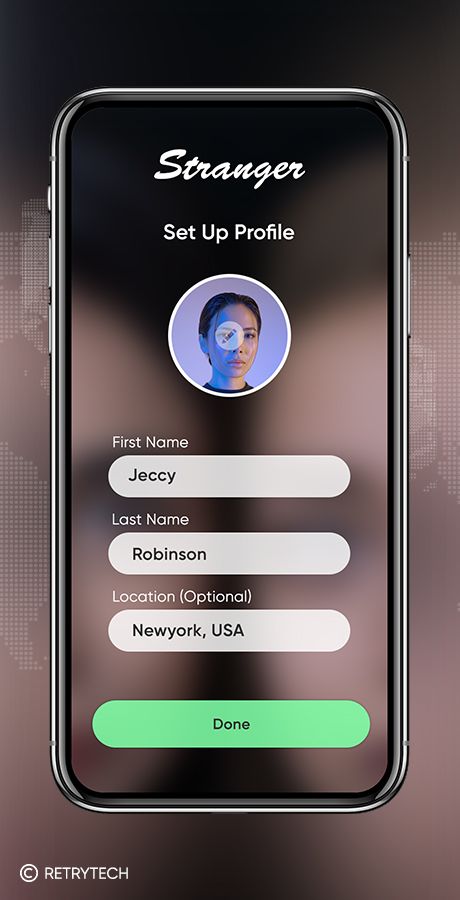 Stranger
Set Up Profile
First Name
Jeccy
Last Name
Robinson
Location (Optional)
Newyork, USA
Done
© RETRYTECH